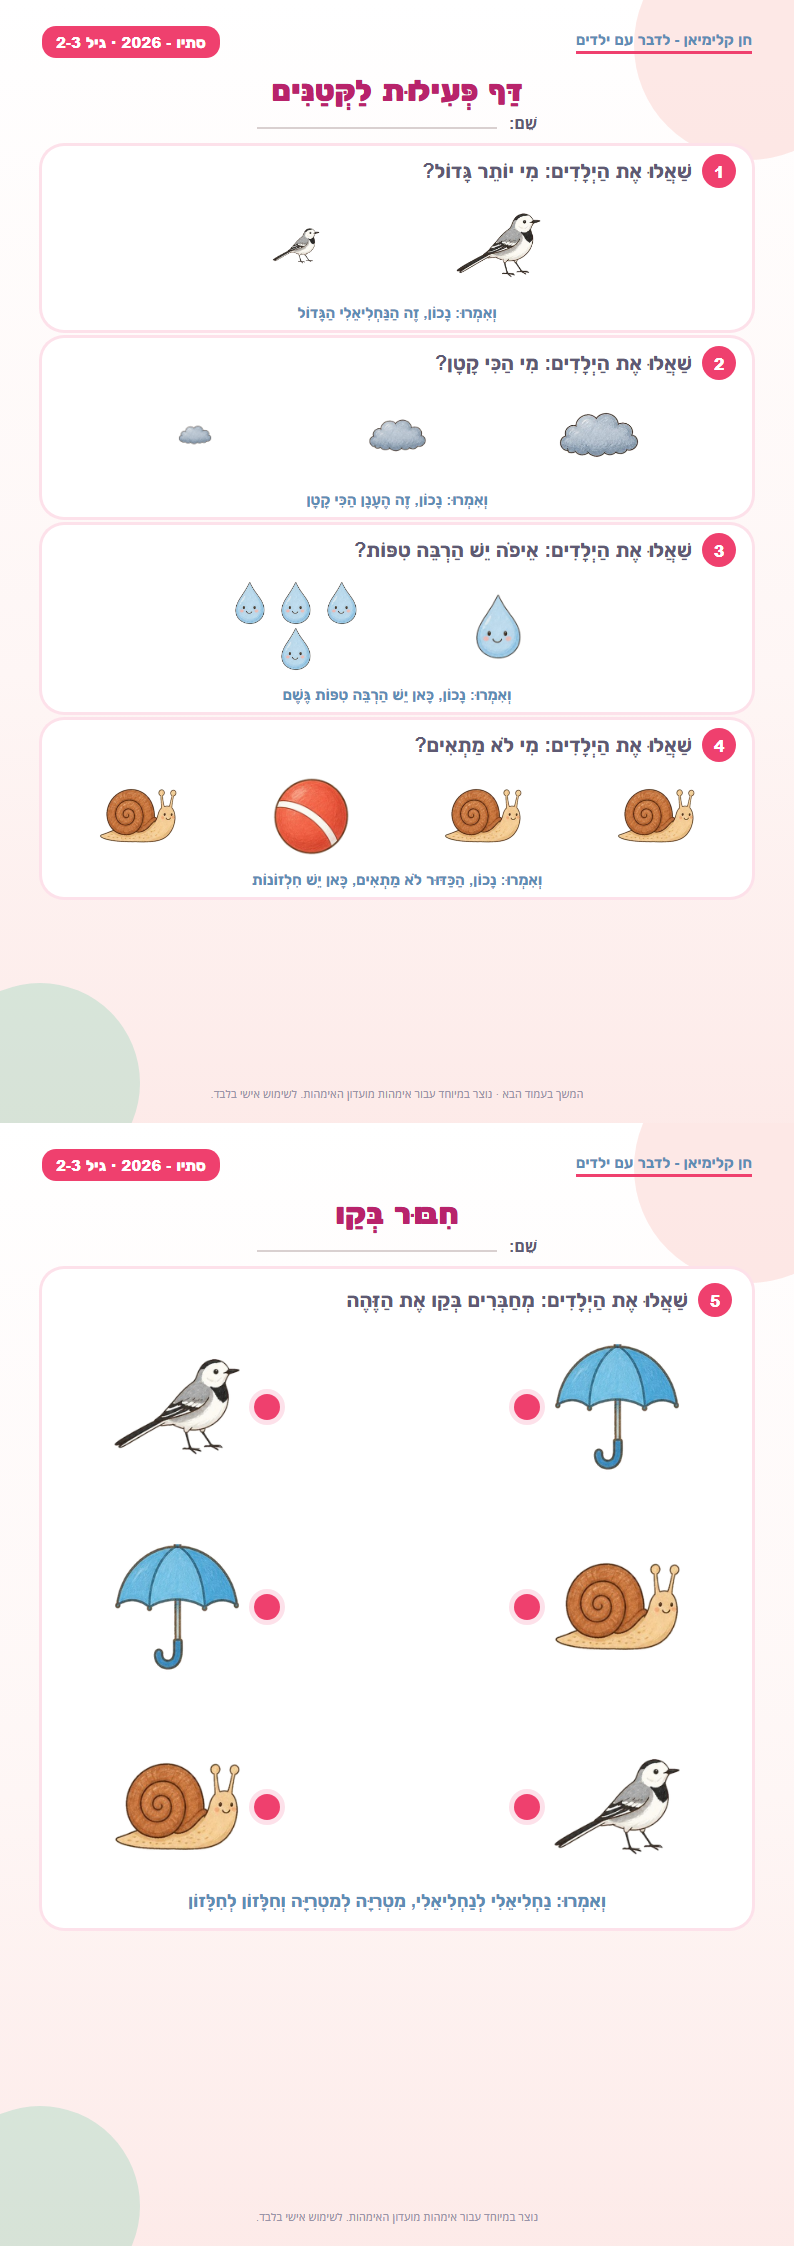 חן קלימיאן - לדבר עם ילדים
סתיו - 2026 · גיל 2-3
דַּף פְּעִילוּת לַקְּטַנִּים
שֵׁם:
1 שַׁאֲלוּ אֶת הַיְלָדִים: מִי יוֹתֵר גָּדוֹל?
וְאִמְרוּ: נָכוֹן, זֶה הַנַּחְלִיאֵלִי הַגָּדוֹל
2 שַׁאֲלוּ אֶת הַיְלָדִים: מִי הַכִּי קָטָן?
וְאִמְרוּ: נָכוֹן, זֶה הֶעָנָן הַכִּי קָטָן
3 שַׁאֲלוּ אֶת הַיְלָדִים: אֵיפֹה יֵשׁ הַרְבֵּה טִפּוֹת?
וְאִמְרוּ: נָכוֹן, כָּאן יֵשׁ הַרְבֵּה טִפּוֹת גֶּשֶׁם
4 שַׁאֲלוּ אֶת הַיְלָדִים: מִי לֹא מַתְאִים?
וְאִמְרוּ: נָכוֹן, הַכַּדּוּר לֹא מַתְאִים, כָּאן יֵשׁ חִלְּזוֹנוֹת
המשך בעמוד הבא · נוצר במיוחד עבור אימהות מועדון האימהות. לשימוש אישי בלבד.
חן קלימיאן - לדבר עם ילדים
סתיו - 2026 · גיל 2-3
חִבּוּר בְּקַו
שֵׁם:
5 שַׁאֲלוּ אֶת הַיְלָדִים: מְחַבְּרִים בְּקַו אֶת הַזֶּהֶה
וְאִמְרוּ: נַחְלִיאֵלִי לְנַחְלִיאֵלִי, מִטְרִיָּה לְמִטְרִיָּה וְחִלָּזוֹן לְחִלָּזוֹן
נוצר במיוחד עבור אימהות מועדון האימהות. לשימוש אישי בלבד.